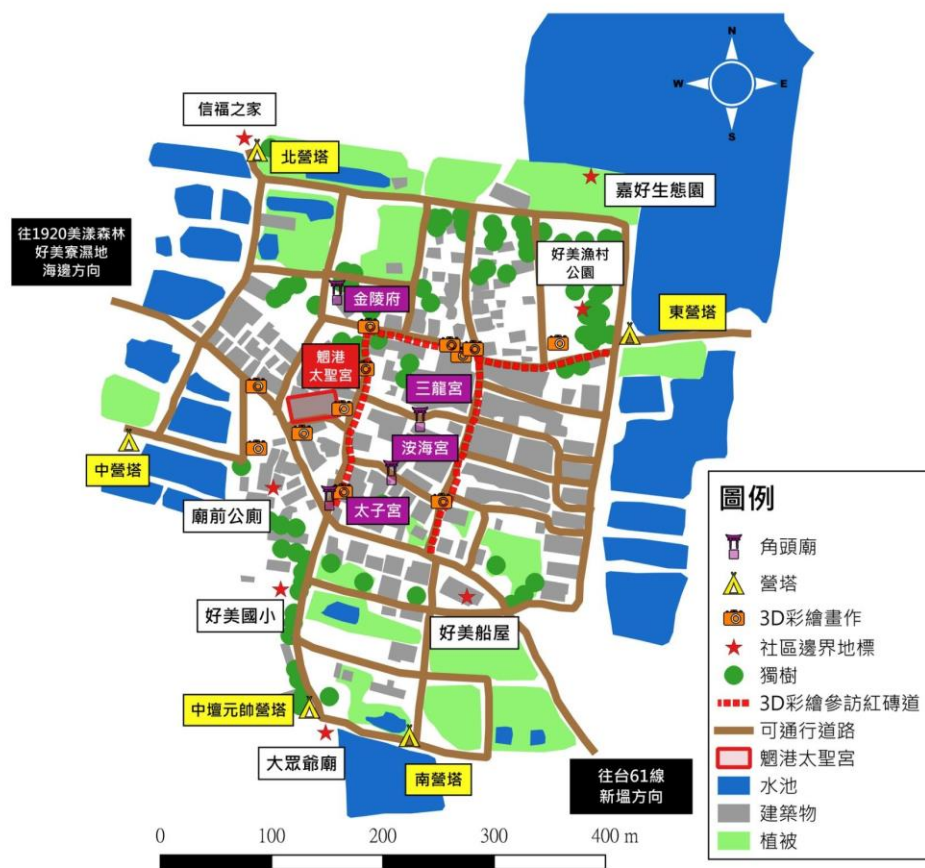 N
W
E
S
信福之家
北營塔
嘉好生態園
往1920美漾森林
好美寮濕地
海邊方向
好美漁村
公園
金陵府
東營塔
魍港
太聖宮
三龍宮
洝海宮
中營塔
太子宮
廟前公廁
好美國小
好美船屋
中壇元帥營塔
大眾爺廟
南營塔
往台61線
新塭方向
圖例
角頭廟
營塔
3D彩繪畫作
社區邊界地標
獨樹
3D彩繪參訪紅磚道
可通行道路
魍港太聖宮
水池
建築物
植被
0 100 200 300 400 m